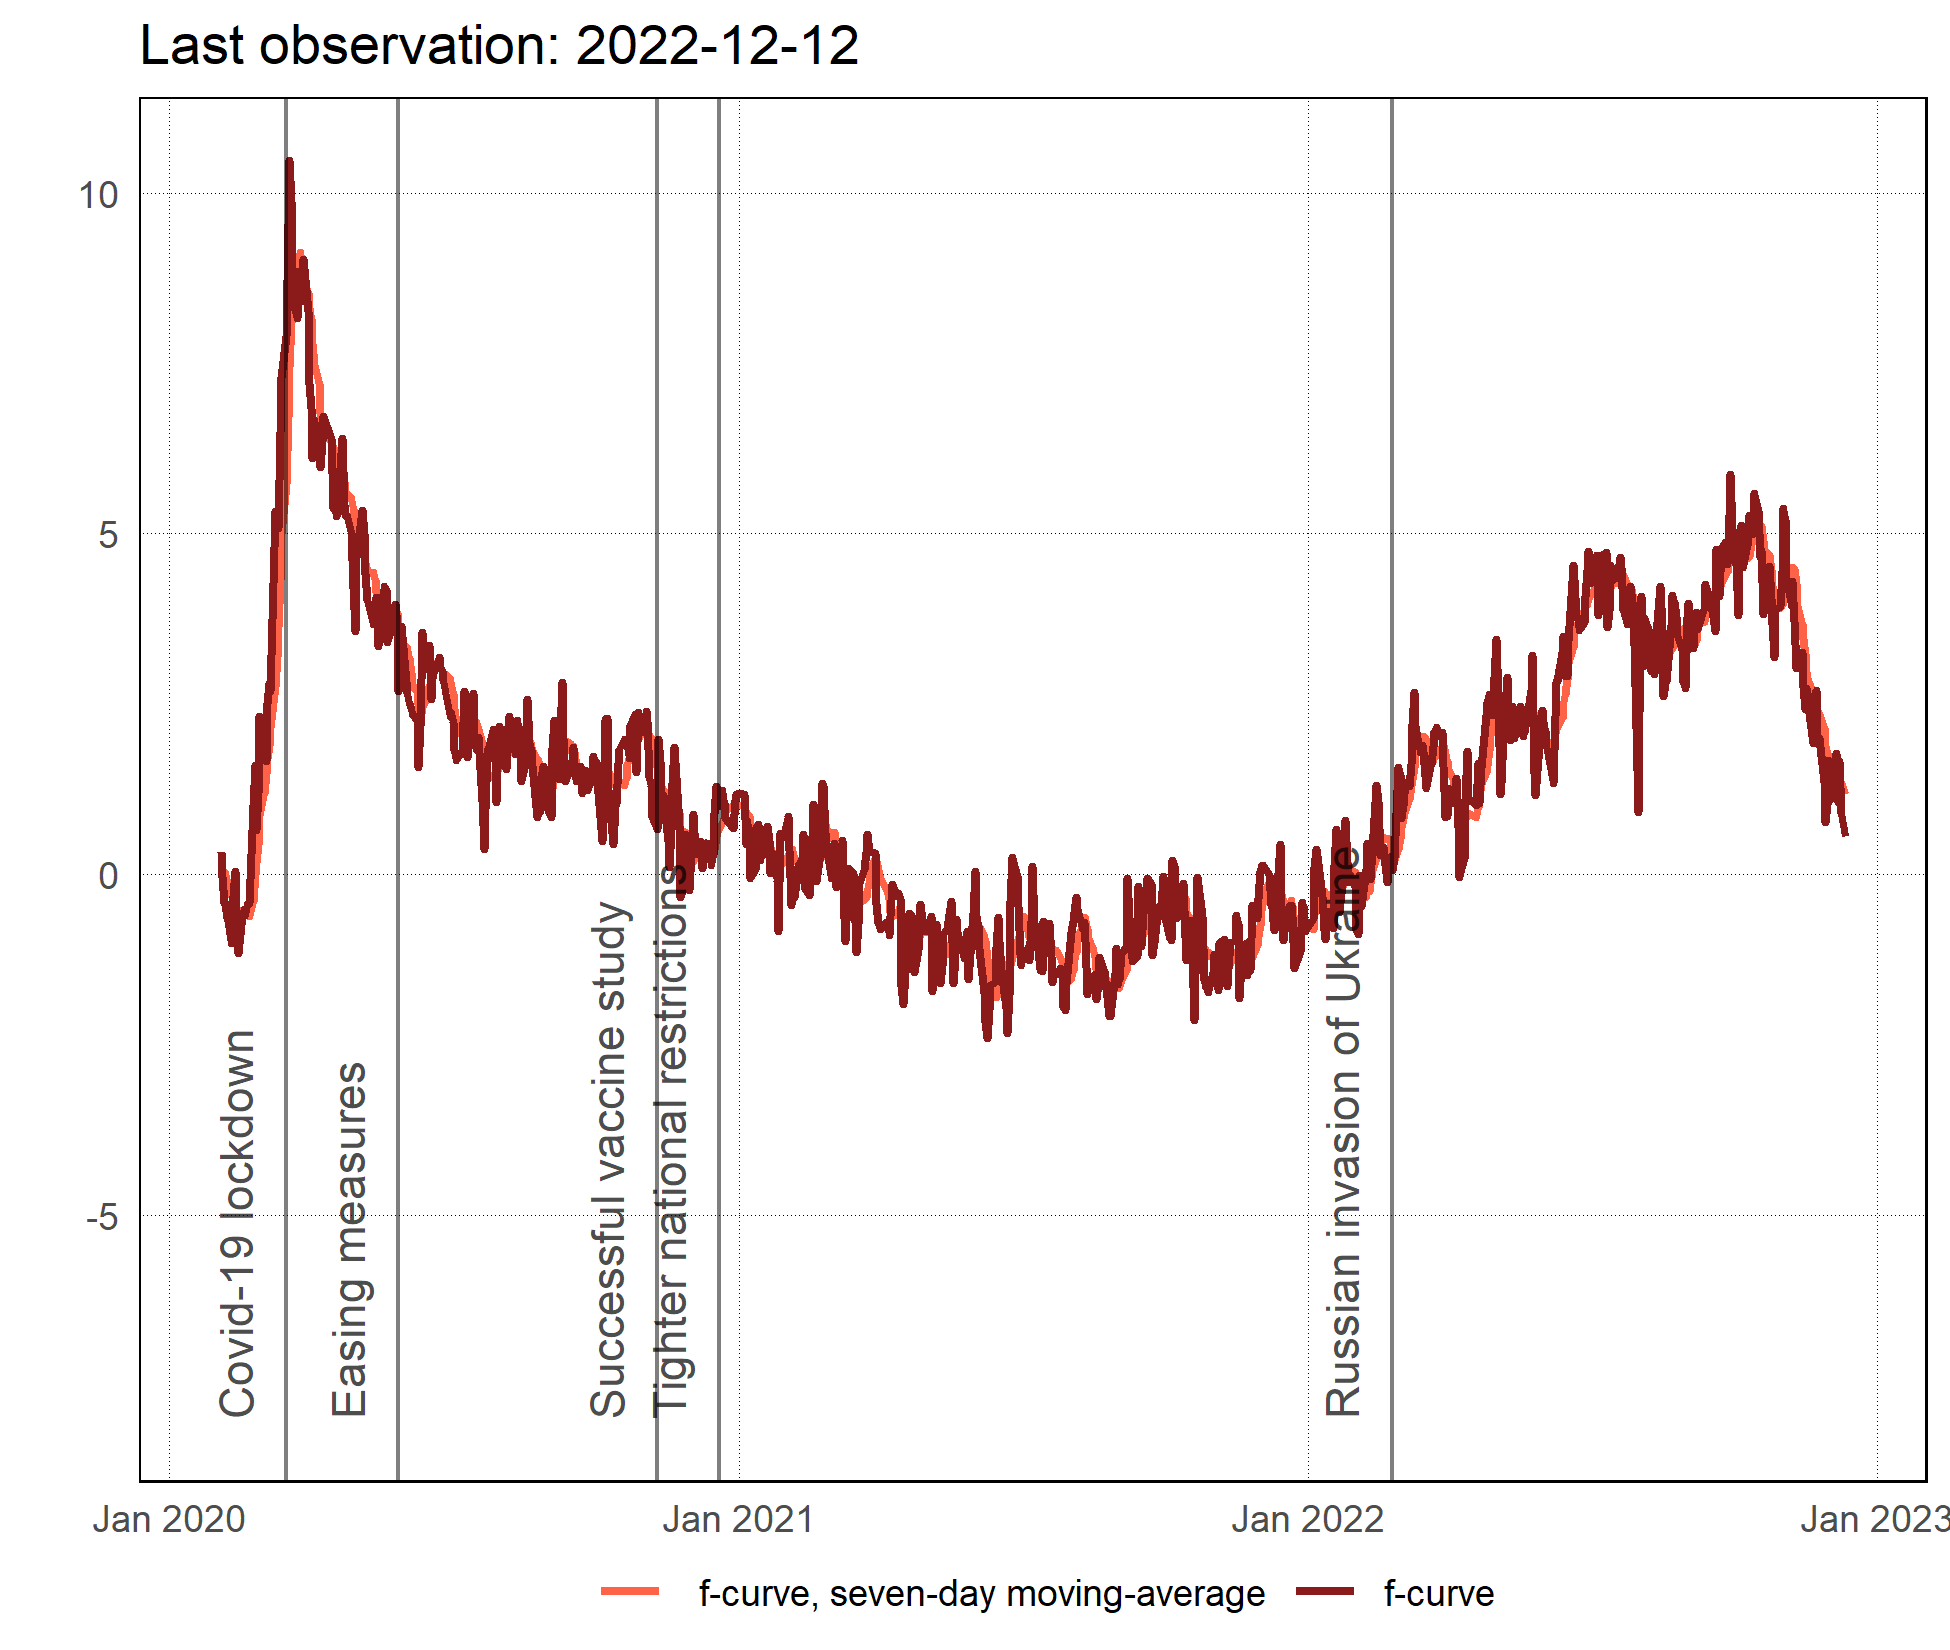 Last observation: 2022-12-12
10
5
0
-5
Covid-19 lockdown
Easing measures
Successful vaccine study
Tighter national restrictions
Russian invasion of Ukraine
Jan 2020
Jan 2021
Jan 2022
Jan 2023
f-curve, seven-day moving-average
f-curve